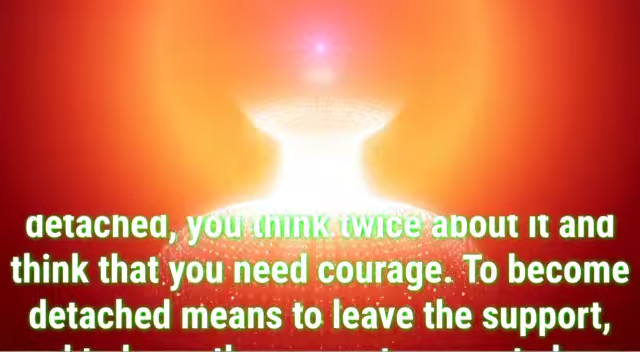 detached, you think twice about it and
think that you need courage. To become
detached means to leave the support,